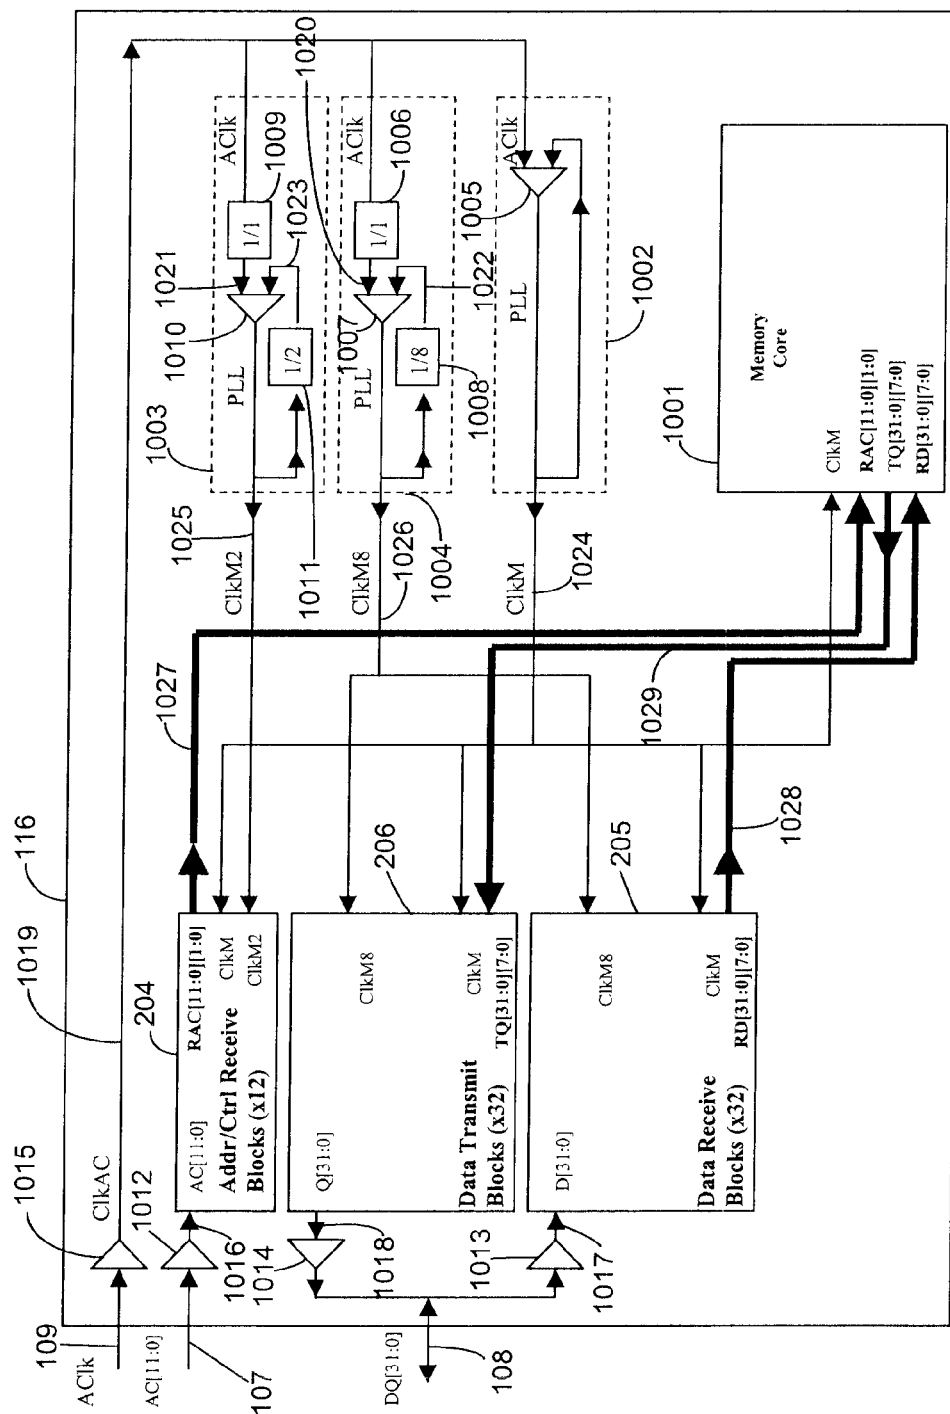 116
1019
1015
109
ClkAC
AClk
204
1027
1012
AC[11:0]
107
AC[11:0]
RAC[11:0][1:0]
Addr/Ctrl Receive
Blocks (x12)
ClkM
ClkM2
1016
1014
1025
ClkM2
1003
1010
1021
PLL
1/1
AClk
1009
1023
1/2
1011
1020
Q[31:0]
ClkM8
206
1018
DQ[31:0]
108
Data Transmit
Blocks (x32)
ClkM
TQ[31:0][7:0]
ClkM8
1026
1004
1007
PLL
1/1
AClk
1006
1022
1/8
1008
1013
1017
D[31:0]
ClkM8
205
Data Receive
Blocks (x32)
ClkM
RD[31:0][7:0]
1028
1029
ClkM
1024
1005
PLL
AClk
1002
1001
Memory
Core
ClkM
RAC[11:0][1:0]
TQ[31:0][7:0]
RD[31:0][7:0]